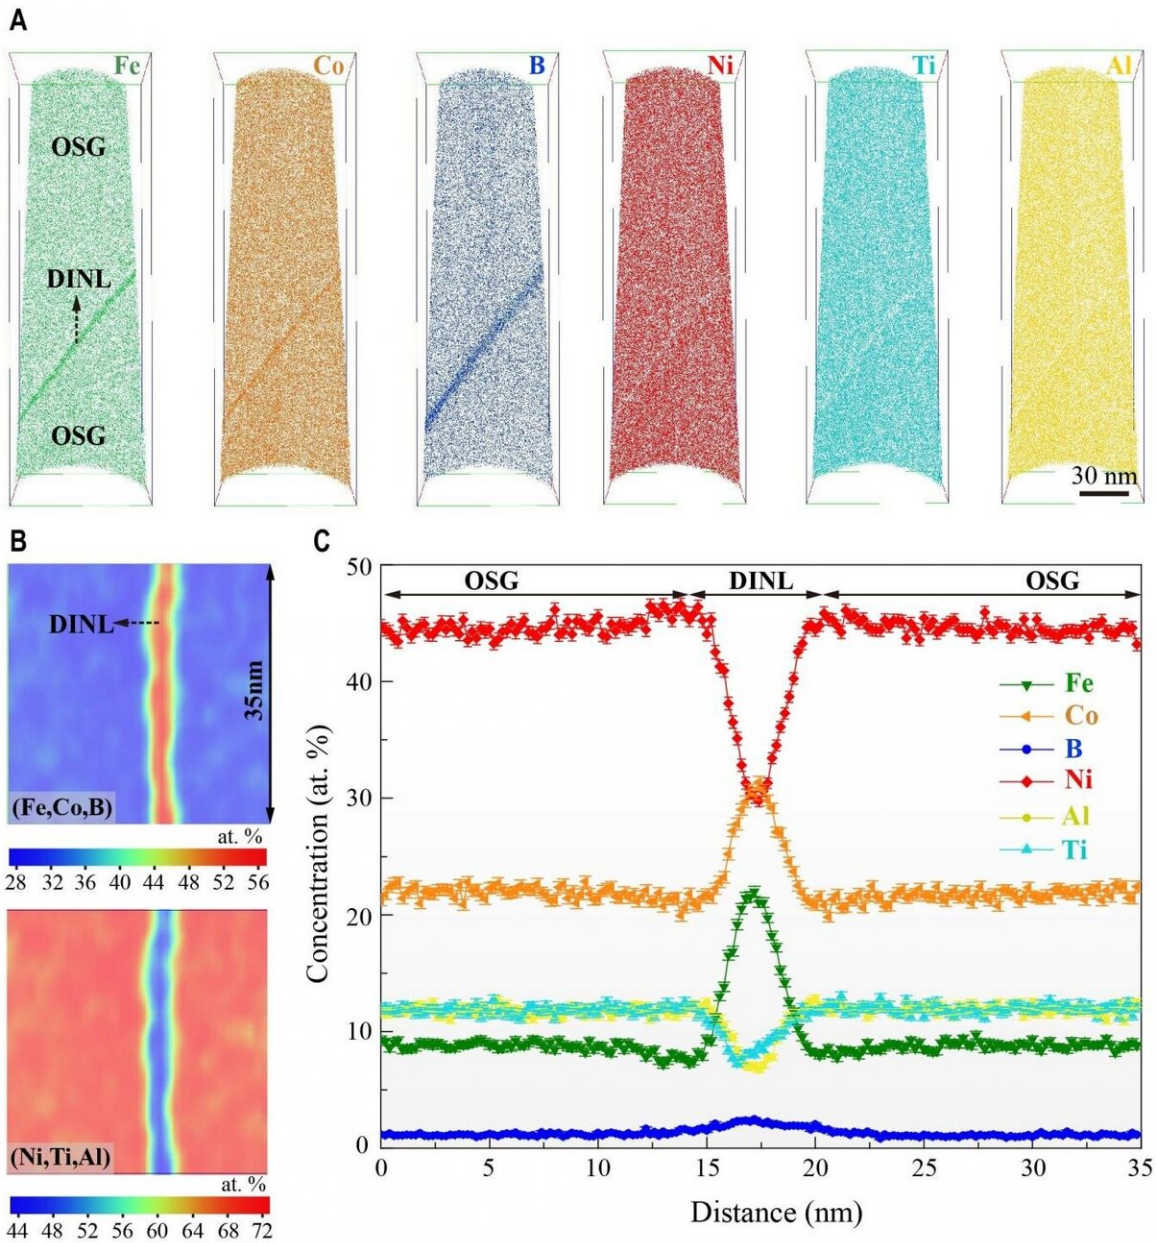 A
Fe Co B Ni Ti Al
OSG
DINL
OSG
30 nm
B
DINL
35nm
(Fe,Co,B)
at. %
28 32 36 40 44 48 52 56
(Ni,Ti,Al)
at. %
44 48 52 56 60 64 68 72
C
OSG DINL OSG
Concentration (at. %)
50
40
30
20
10
0
Fe
Co
B
Ni
Al
Ti
0 5 10 15 20 25 30 35
Distance (nm)